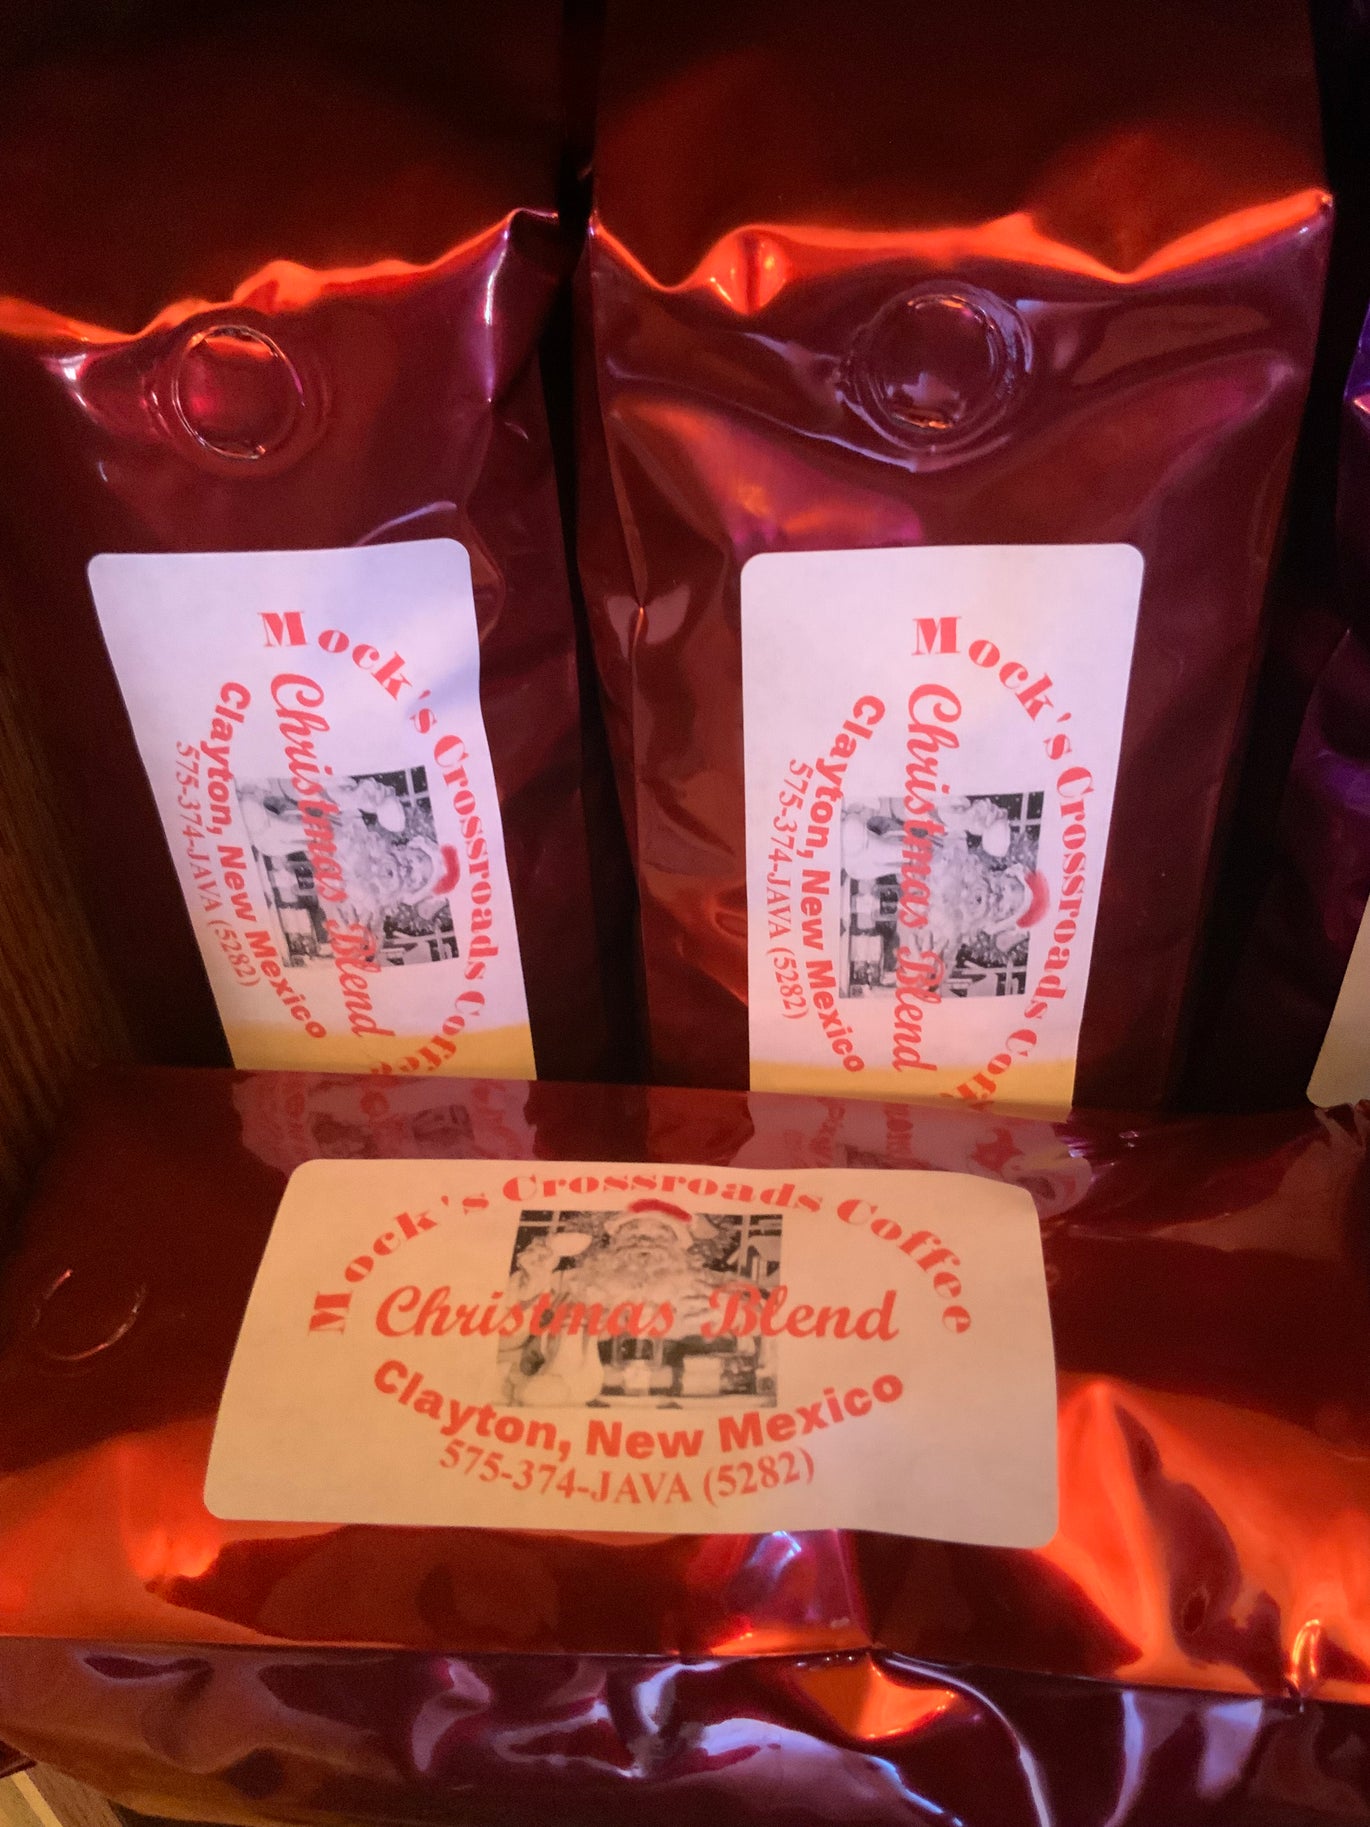 Mock's Crossroads Coffee
Christmas Blend
Clayton, New Mexico
575-374-JAVA (5282)
Mock's Crossroads Coffe
Christmas Blend
Clayton, New Mexico
575-374-JAVA (5282)
Mock's Crossroads Coffee
Christmas Blend
Clayton, New Mexico
575-374-JAVA (5282)